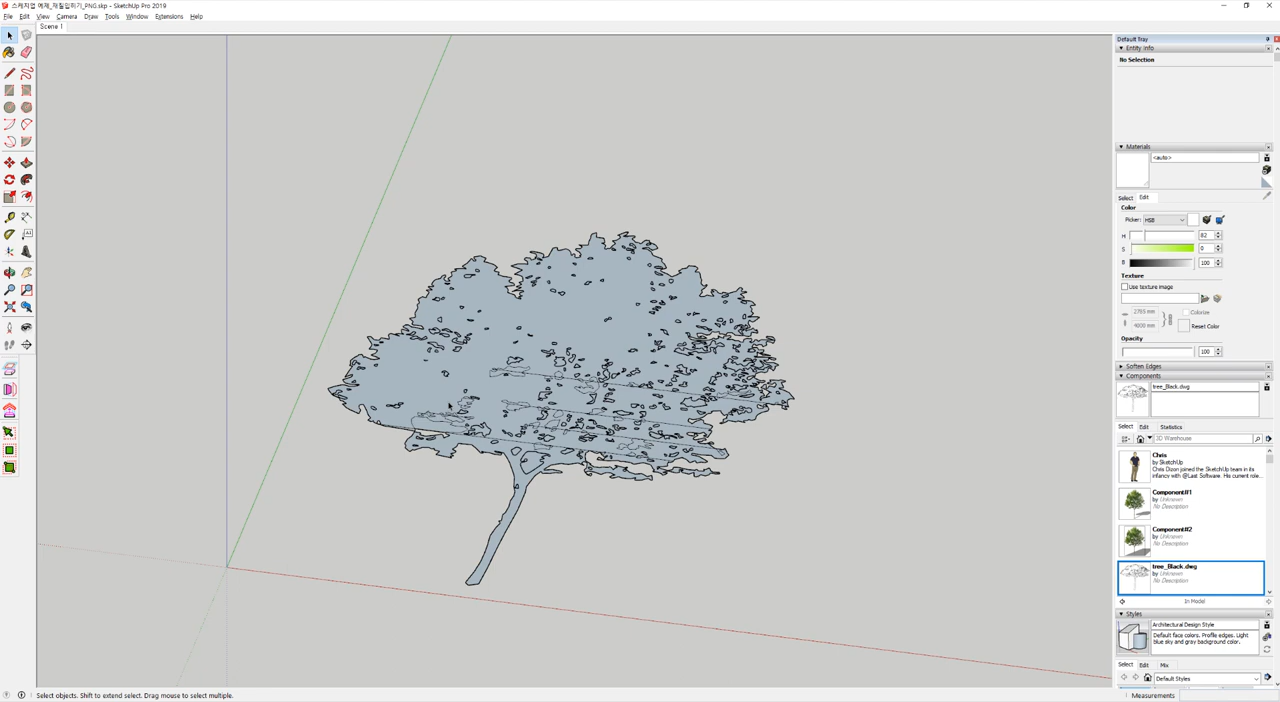 스케치업 예제_재질입히기_PNG.skp - SketchUp Pro 2019
File Edit View Camera Draw Tools Window Extensions Help
Scene 1
Default Tray
Entity Info
No Selection
Materials
<auto>
Select Edit
Color
Picker: HSB
H 82
S 0
B 100
Texture
Use texture image
2785 mm
Colorize
4000 mm
Reset Color
Opacity
100
Soften Edges
Components
tree_Black.dwg
Select Edit Statistics
3D Warehouse
Chris
by SketchUp
Chris Dizon joined the SketchUp team in its
infancy with @Last Software. His current role...
Component#1
by Unknown
No Description
Component#2
by Unknown
No Description
tree_Black.dwg
by Unknown
No Description
In Model
Styles
Architectural Design Style
Default face colors. Profile edges. Light
blue sky and gray background color.
Select Edit Mix
Default Styles
Select objects. Shift to extend select. Drag mouse to select multiple.
Measurements